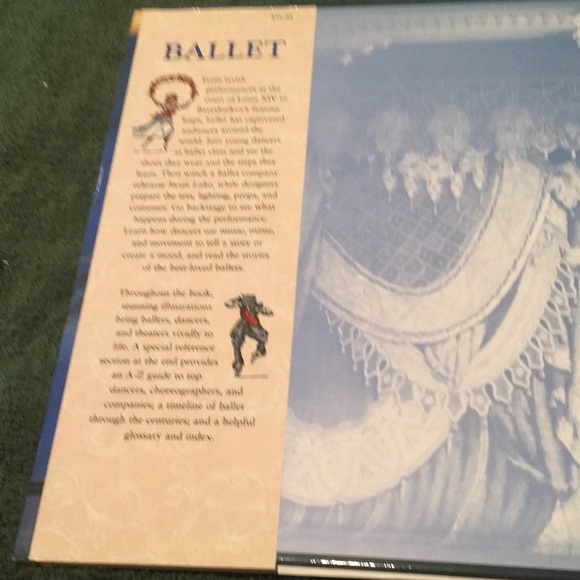 BALLET
From lavish
performances at the
court of Louis XIV to
Baryshnikov's famous
leaps, ballet has captivated
audiences around the
world. Join young dancers
at ballet class and see the
shoes they wear and the steps they
learn. Then watch a ballet company
rehearse while designers
prepare the sets, lighting, props, and
costumes. Go backstage to see what
happens during the performance.
Learn how dancers use music, mime,
and movement to tell a story or
create a mood, and read the stories
of the best-loved ballets.
Throughout the book,
stunning illustrations
bring ballets, dancers,
and theaters vividly to
life. A special reference
section at the end provides
an A-Z guide to top
dancers, choreographers, and
companies; a timeline of ballet
through the centuries; and a helpful
glossary and index.